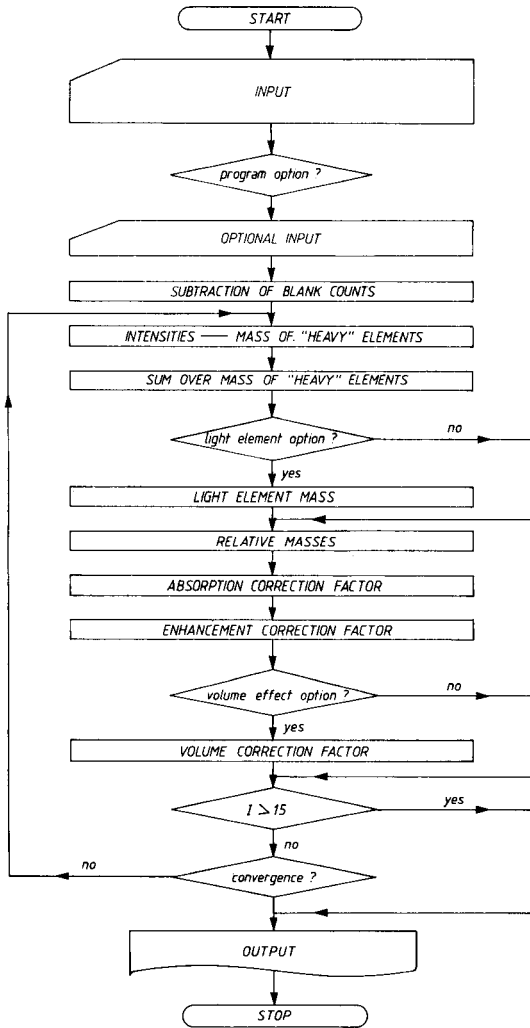 START
INPUT
program option ?
OPTIONAL INPUT
SUBTRACTION OF BLANK COUNTS
INTENSITIES — MASS OF "HEAVY" ELEMENTS
SUM OVER MASS OF "HEAVY" ELEMENTS
light element option ?
no
yes
LIGHT ELEMENT MASS
RELATIVE MASSES
ABSORPTION CORRECTION FACTOR
ENHANCEMENT CORRECTION FACTOR
volume effect option ?
no
yes
VOLUME CORRECTION FACTOR
I ≥ 15
yes
no
convergence ?
no
OUTPUT
STOP